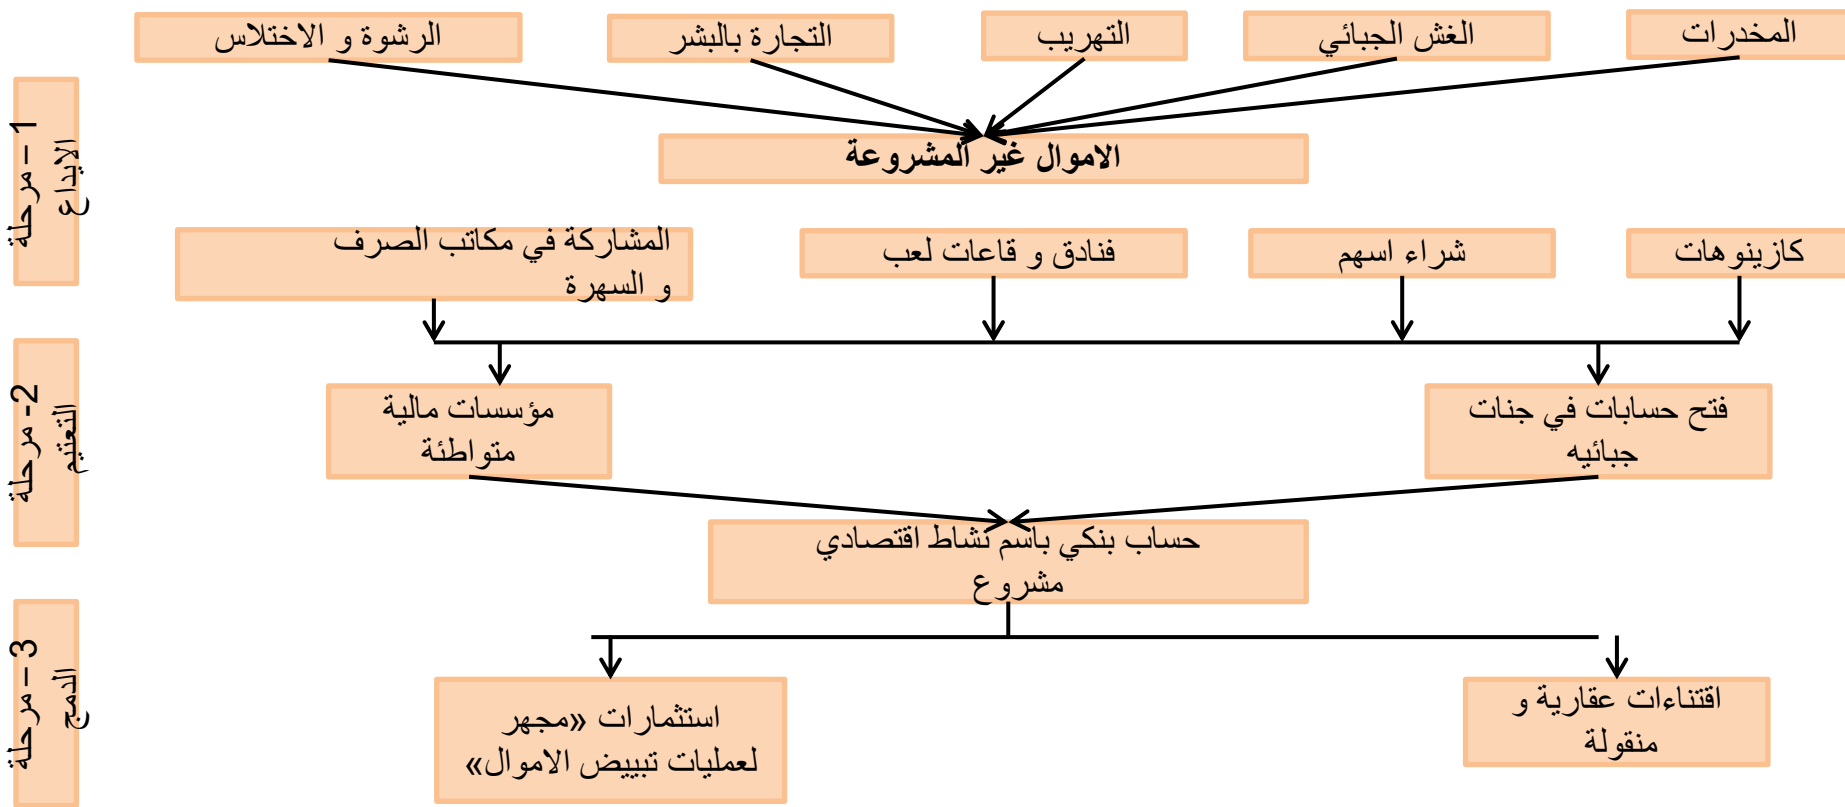 المخدرات
الغش الجبائي
التهريب
التجارة بالبشر
الرشوة و الاختلاس
1 – مرحلة
الايداع
الاموال غير المشروعة
كازينوهات
شراء اسهم
فنادق و قاعات لعب
المشاركة في مكاتب الصرف
و السهرة
2- مرحلة
التعتيم
فتح حسابات في جنات
جبائيه
مؤسسات مالية
متواطئة
حساب بنكي باسم نشاط اقتصادي
مشروع
3 – مرحلة
الدمج
اقتناءات عقارية و
منقولة
استثمارات «مجهر
لعمليات تبييض الاموال»